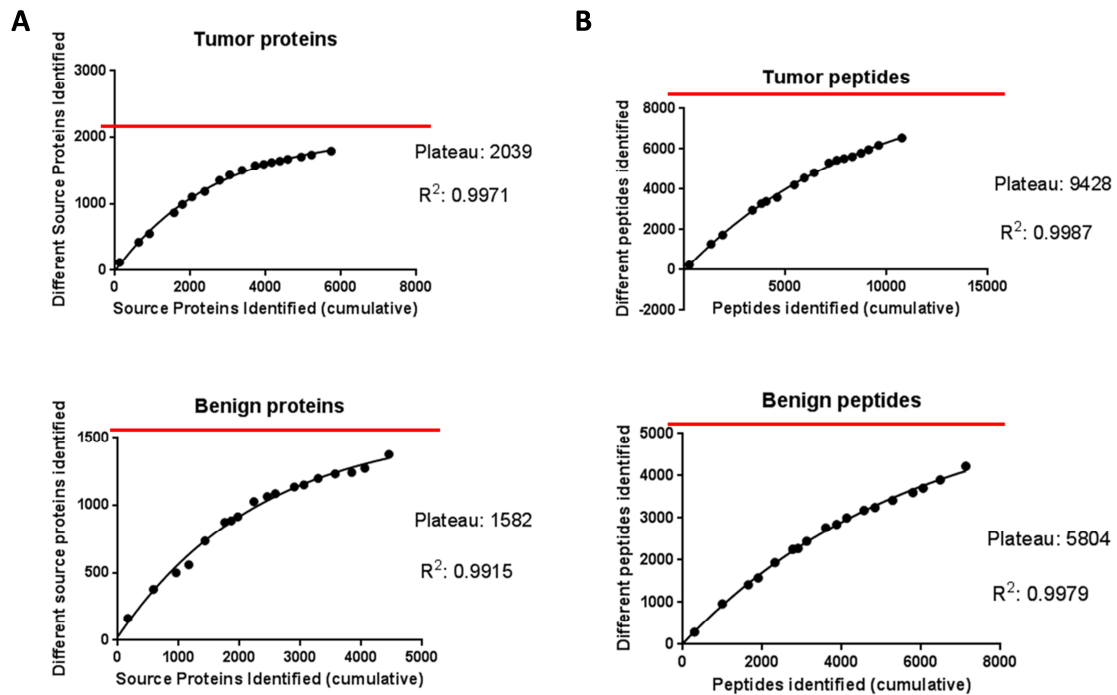 A
Tumor proteins
Different Source Proteins Identified
3000
2000
1000
0
0 2000 4000 6000 8000
Source Proteins Identified (cumulative)
Plateau: 2039
R²: 0.9971
B
Tumor peptides
Different peptides identified
8000
6000
4000
2000
0
-2000
5000 10000 15000
Peptides identified (cumulative)
Plateau: 9428
R²: 0.9987
Benign proteins
Different source proteins identified
1500
1000
500
0
0 1000 2000 3000 4000 5000
Source Proteins Identified (cumulative)
Plateau: 1582
R²: 0.9915
Benign peptides
Different peptides identified
5000
4000
3000
2000
1000
0
0 2000 4000 6000 8000
Peptides identified (cumulative)
Plateau: 5804
R²: 0.9979